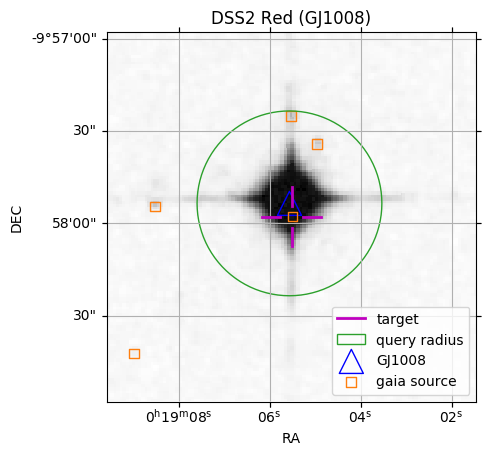 DSS2 Red (GJ1008)
-9°57'00"
30"
58'00"
30"
DEC
target
query radius
GJ1008
gaia source
0ʰ19ᵐ08ˢ
06ˢ
04ˢ
02ˢ
RA